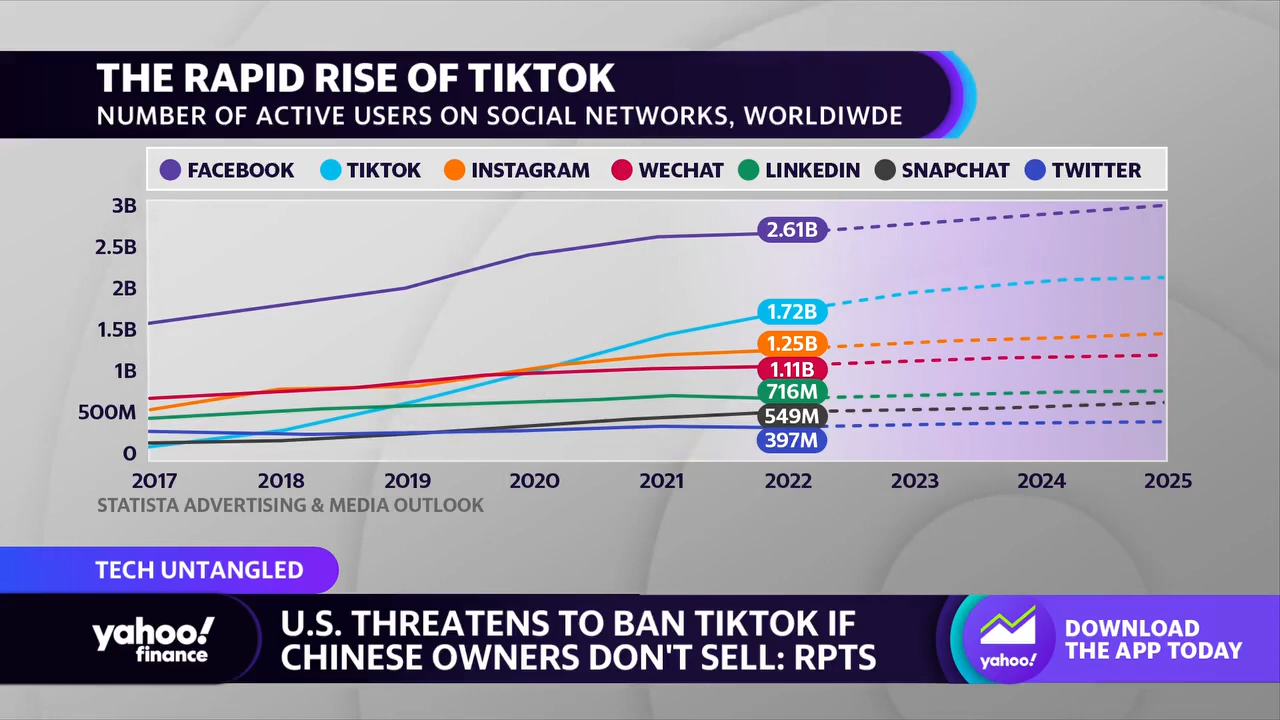 THE RAPID RISE OF TIKTOK
NUMBER OF ACTIVE USERS ON SOCIAL NETWORKS, WORLDIWDE
FACEBOOK TIKTOK INSTAGRAM WECHAT LINKEDIN SNAPCHAT TWITTER
3B
2.5B
2B
1.5B
1B
500M
0
2.61B
1.72B
1.25B
1.11B
716M
549M
397M
2017 2018 2019 2020 2021 2022 2023 2024 2025
STATISTA ADVERTISING & MEDIA OUTLOOK
TECH UNTANGLED
yahoo!
finance
U.S. THREATENS TO BAN TIKTOK IF
CHINESE OWNERS DON'T SELL: RPTS
yahoo!
DOWNLOAD
THE APP TODAY